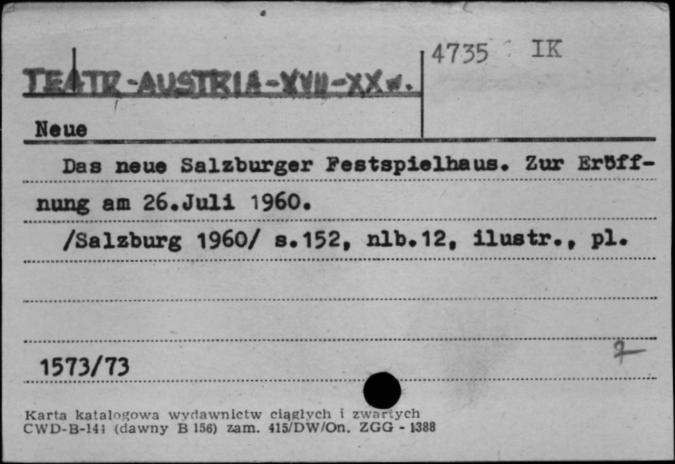 4735 IK
TEATR-AUSTRIA-XVII-XX w.
Neue
Das neue Salzburger Festspielhaus. Zur Eröff-
nung am 26.Juli 1960.
/Salzburg 1960/ s.152, nlb.12, ilustr., pl.
1573/73
Karta katalogowa wydawnictw ciągłych i zwartych
CWD-B-141 (dawny B 156) zam. 415/DW/On. ZGG - 1388